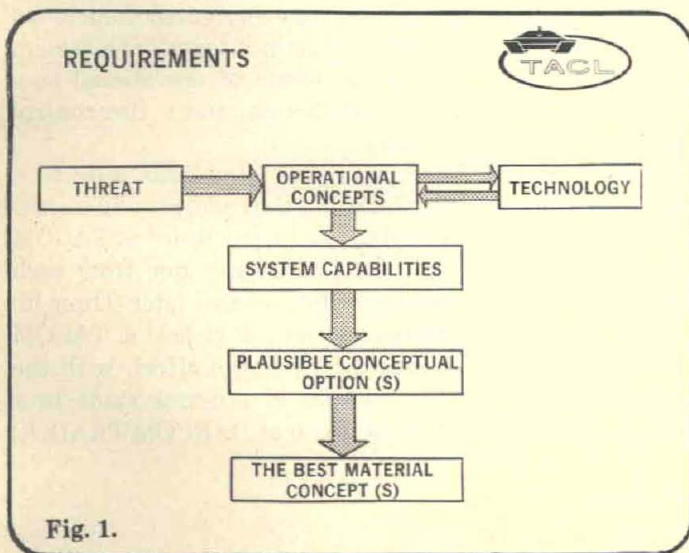 REQUIREMENTS
TACL
THREAT
OPERATIONAL
CONCEPTS
TECHNOLOGY
SYSTEM CAPABILITIES
PLAUSIBLE CONCEPTUAL
OPTION (S)
THE BEST MATERIAL
CONCEPT (S)
Fig. 1.